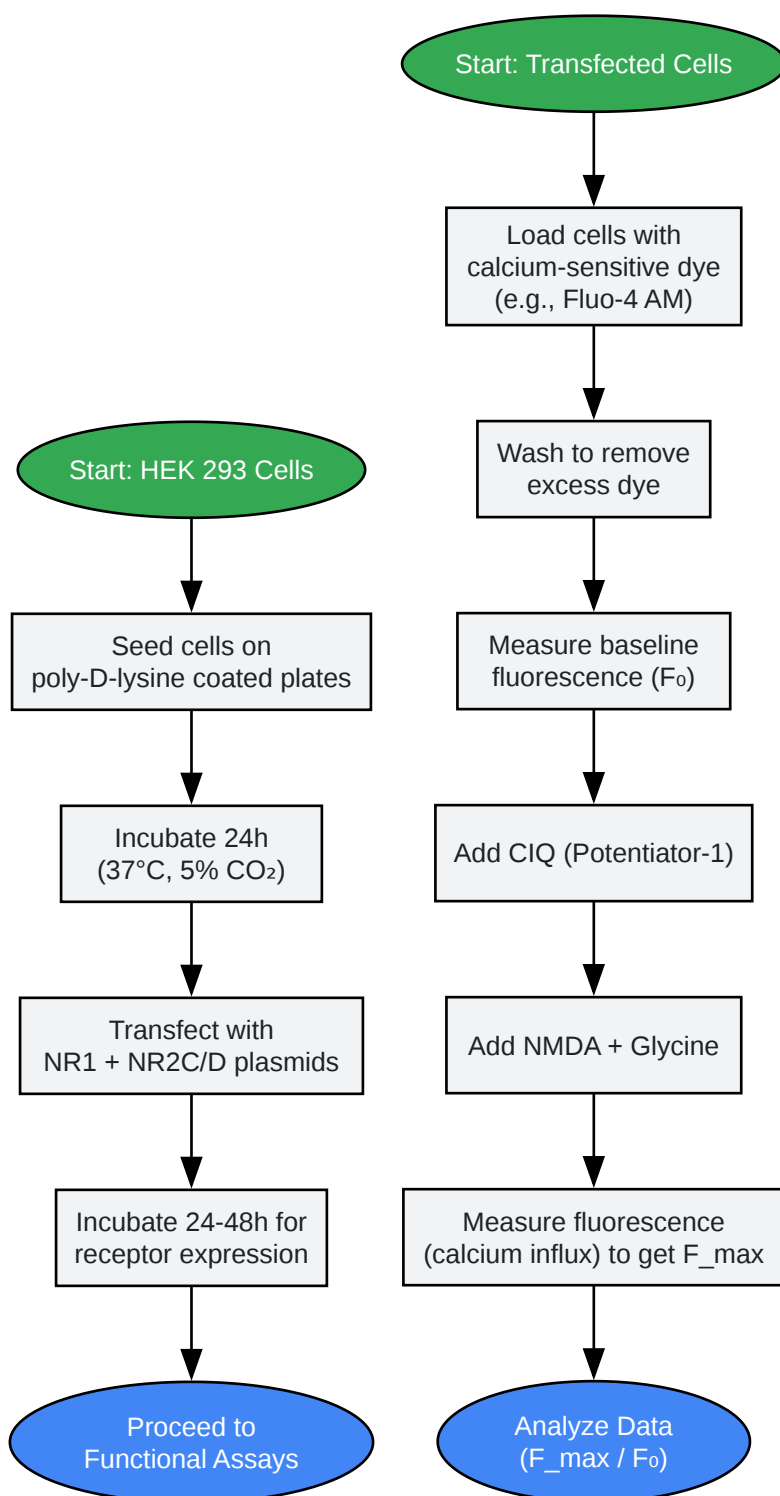 Start: HEK 293 Cells
Seed cells on
poly-D-lysine coated plates
Incubate 24h
(37°C, 5% CO₂)
Transfect with
NR1 + NR2C/D plasmids
Incubate 24-48h for
receptor expression
Proceed to
Functional Assays
Start: Transfected Cells
Load cells with
calcium-sensitive dye
(e.g., Fluo-4 AM)
Wash to remove
excess dye
Measure baseline
fluorescence (F₀)
Add CIQ (Potentiator-1)
Add NMDA + Glycine
Measure fluorescence
(calcium influx) to get F_max
Analyze Data
(F_max / F₀)